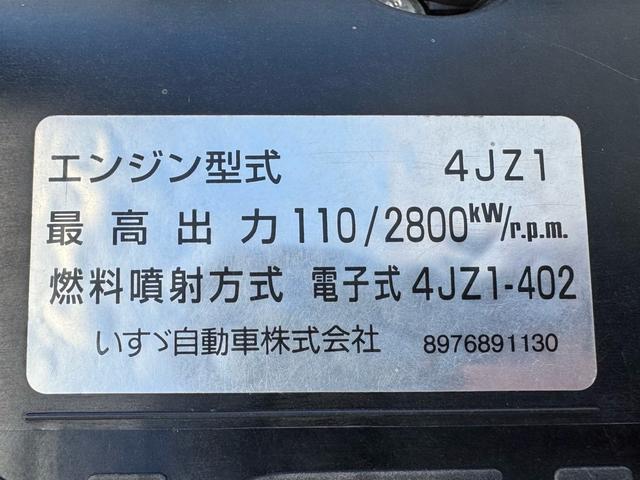 エンジン型式 4JZ1
最高出力 110/2800kW/r.p.m.
燃料噴射方式 電子式 4JZ1-402
いすゞ自動車株式会社 8976891130